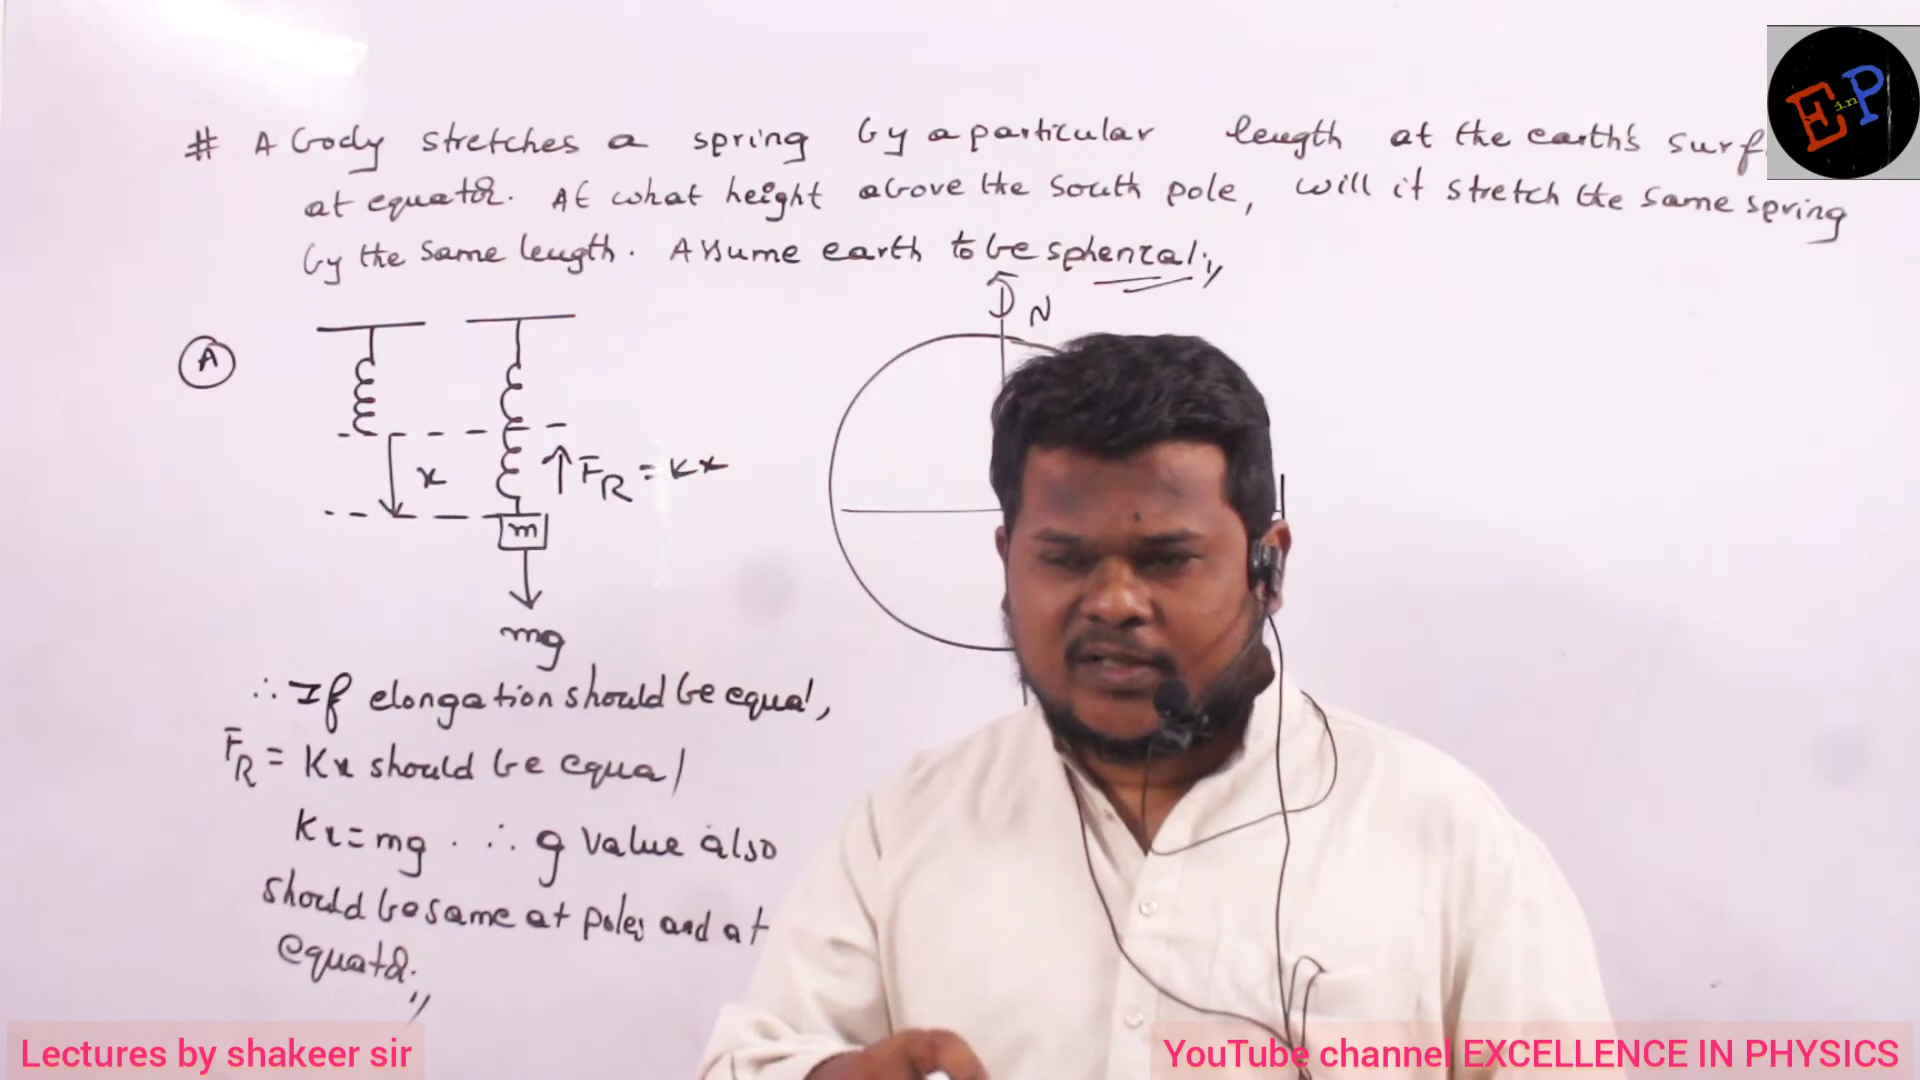 # A body stretches a spring by a particular length at the earth's surf
at equator. At what height above the south pole, will it stretch the same spring
by the same length. Assume earth to be spherical.
A
N
x
F_R = Kx
m
mg
∴ If elongation should be equal,
F_R = Kx should be equal
Kx = mg . ∴ g value also
should be same at poles and at
equator.
E in P
Lectures by shakeer sir
YouTube channel EXCELLENCE IN PHYSICS